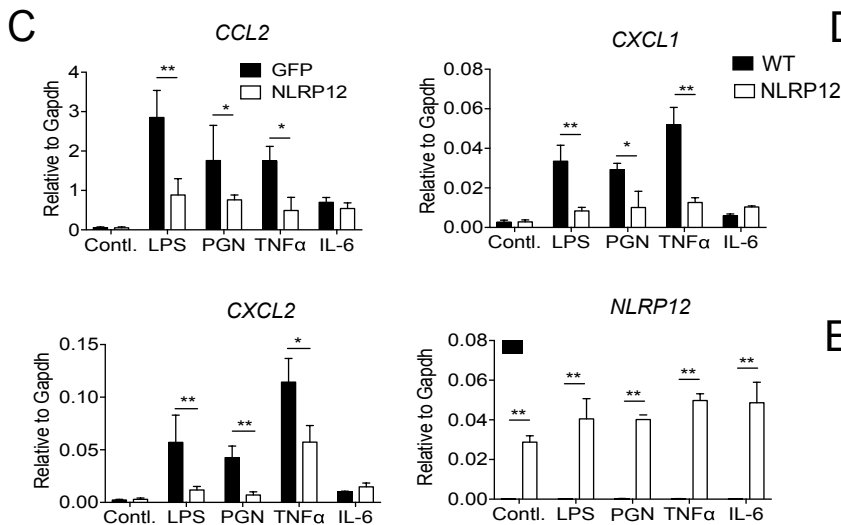 C
CCL2
GFP
NLRP12
Relative to Gapdh
4
3
2
1
0
**
*
*
Contl. LPS PGN TNFα IL-6
CXCL1
WT
NLRP12
Relative to Gapdh
0.08
0.06
0.04
0.02
0.00
**
*
**
Contl. LPS PGN TNFα IL-6
CXCL2
Relative to Gapdh
0.15
0.10
0.05
0.00
**
**
*
Contl. LPS PGN TNFα IL-6
NLRP12
Relative to Gapdh
0.08
0.06
0.04
0.02
0.00
**
**
**
**
**
Contl. LPS PGN TNFα IL-6